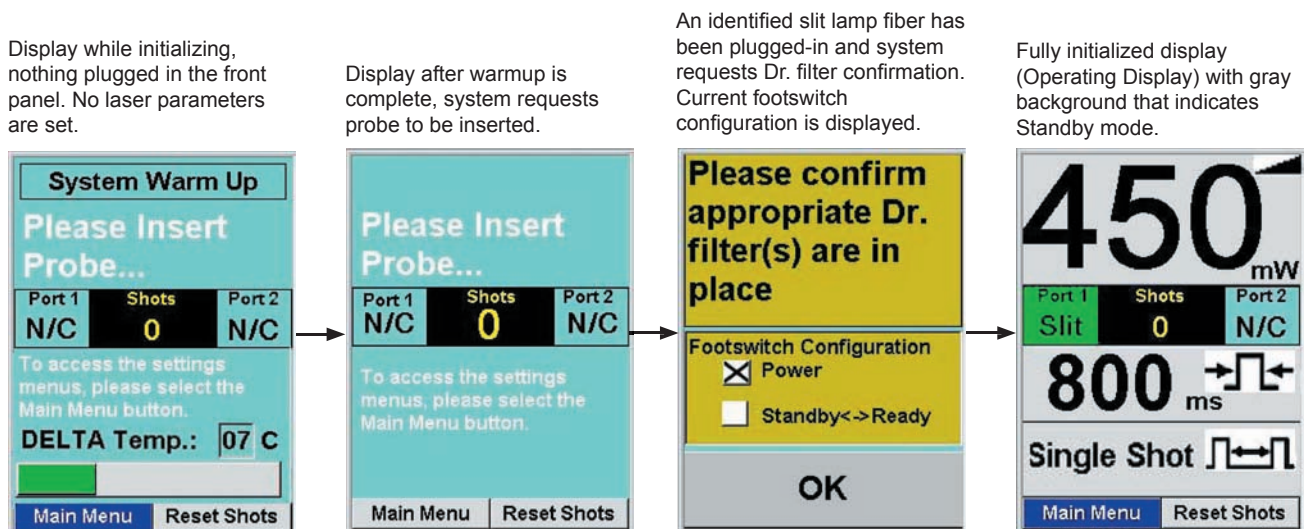 Display while initializing,
nothing plugged in the front
panel. No laser parameters
are set.
System Warm Up
Please Insert
Probe...
Port 1
N/C
Shots
0
Port 2
N/C
To access the settings
menus, please select the
Main Menu button.
DELTA Temp.: 07 C
Main Menu
Reset Shots
Display after warmup is
complete, system requests
probe to be inserted.
Please Insert
Probe...
Port 1
N/C
Shots
0
Port 2
N/C
To access the settings
menus, please select the
Main Menu button.
Main Menu
Reset Shots
An identified slit lamp fiber has
been plugged-in and system
requests Dr. filter confirmation.
Current footswitch
configuration is displayed.
Please confirm
appropriate Dr.
filter(s) are in
place
Footswitch Configuration
Power
Standby<->Ready
OK
Fully initialized display
(Operating Display) with gray
background that indicates
Standby mode.
450
mW
Port 1
Slit
Shots
0
Port 2
N/C
800 ms
Single Shot
Main Menu
Reset Shots